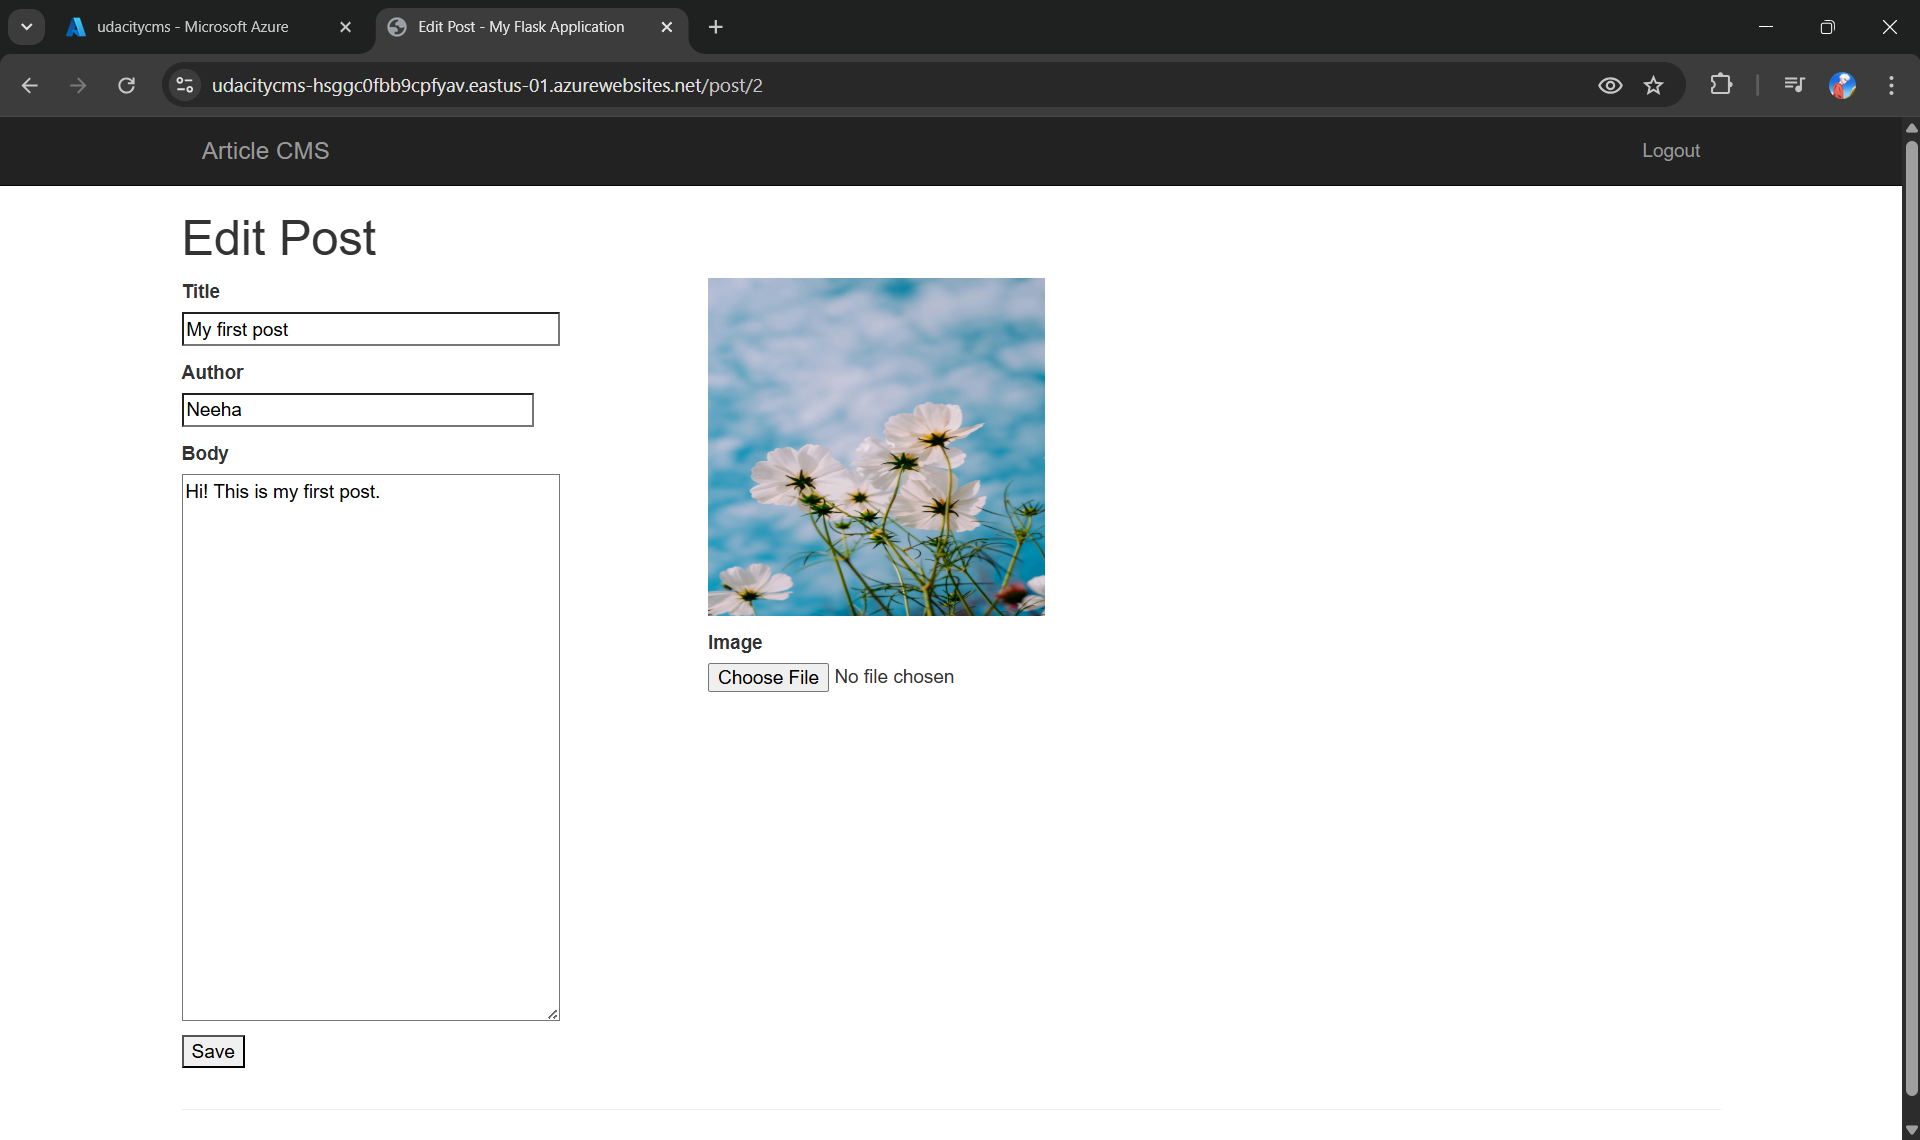 udacitycms - Microsoft Azure
Edit Post - My Flask Application
udacitycms-hsggc0fbb9cpfyav.eastus-01.azurewebsites.net/post/2
Article CMS
Logout
Edit Post
Title
My first post
Author
Neeha
Body
Hi! This is my first post.
Image
Choose File No file chosen
Save